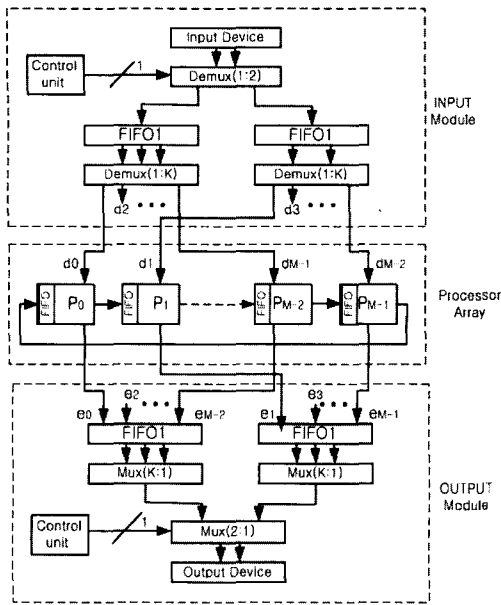 Input Device
Control unit
1
Demux(1:2)
INPUT Module
FIFO1
FIFO1
Demux(1:K)
Demux(1:K)
d2 • • •
d3 • • •
d0
d1
dM-1
dM-2
FIFO
P0
FIFO
P1
FIFO
PM-2
FIFO
PM-1
Processor Array
e0
e2 • • •
eM-2
e1
e3 • • •
eM-1
FIFO1
FIFO1
Mux(K:1)
Mux(K:1)
OUTPUT Module
Control unit
1
Mux(2:1)
Output Device